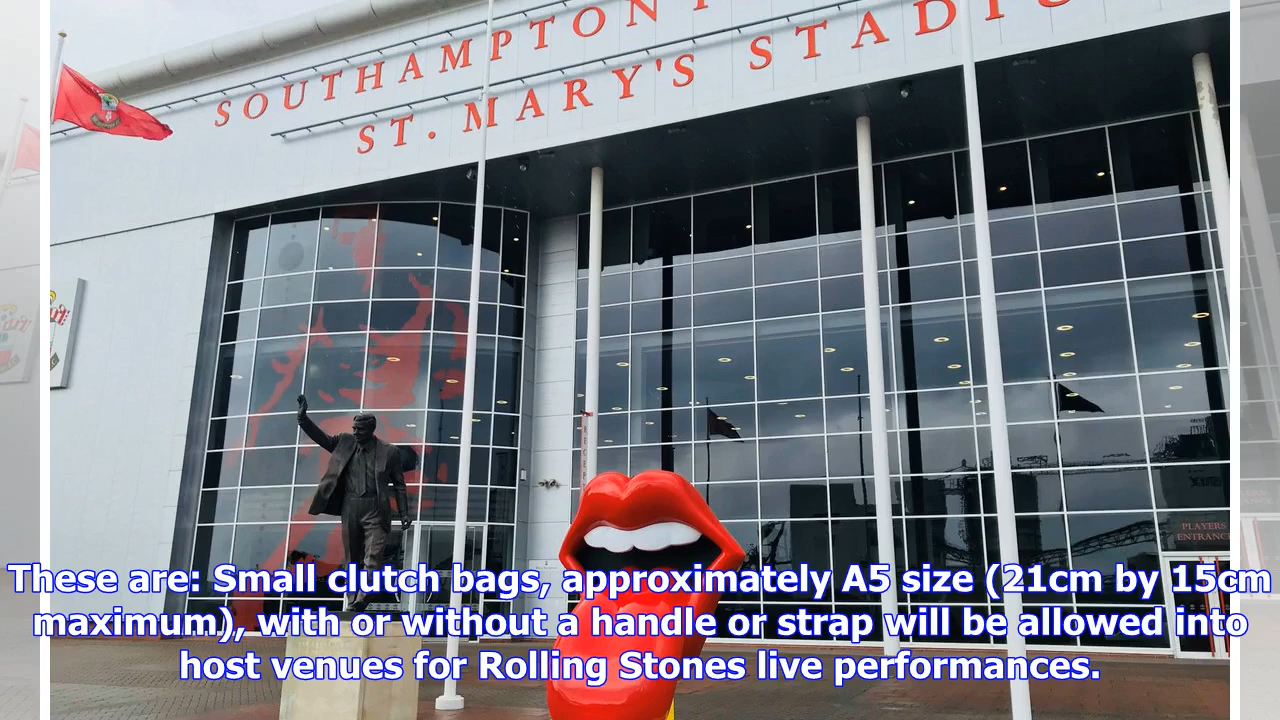 SOUTHAMPTON
ST. MARY'S STADIU
PLAYERS
ENTRANCE
These are: Small clutch bags, approximately A5 size (21cm by 15cm
maximum), with or without a handle or strap will be allowed into
host venues for Rolling Stones live performances.